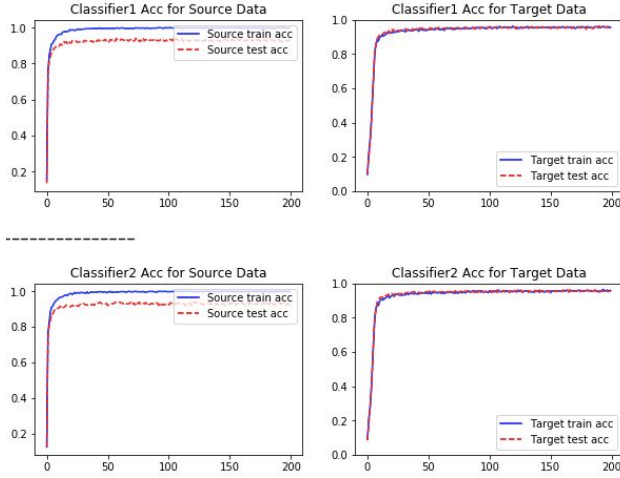 Classifier1 Acc for Source Data
1.0
0.8
0.6
0.4
0.2
0 50 100 150 200
Source train acc
Source test acc
Classifier1 Acc for Target Data
1.0
0.8
0.6
0.4
0.2
0.0
0 50 100 150 200
Target train acc
Target test acc
--------------------
Classifier2 Acc for Source Data
1.0
0.8
0.6
0.4
0.2
0 50 100 150 200
Source train acc
Source test acc
Classifier2 Acc for Target Data
1.0
0.8
0.6
0.4
0.2
0.0
0 50 100 150 200
Target train acc
Target test acc